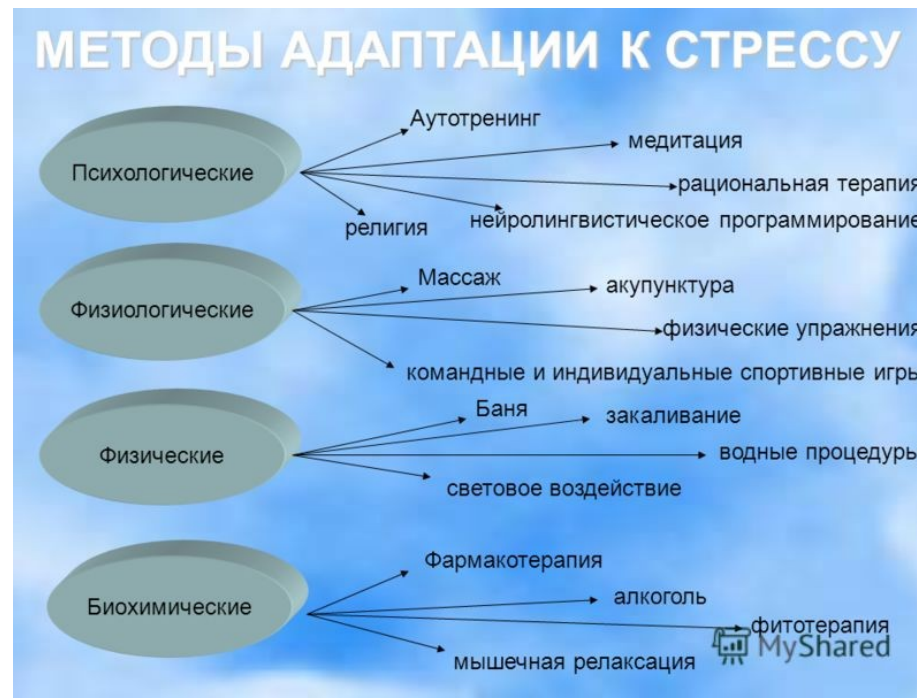 МЕТОДЫ АДАПТАЦИИ К СТРЕССУ
Психологические
Аутотренинг
медитация
рациональная терапия
нейролингвистическое программирование
религия
Физиологические
Массаж
акупунктура
физические упражнения
командные и индивидуальные спортивные игры
Физические
Баня
закаливание
водные процедуры
световое воздействие
Биохимические
Фармакотерапия
алкоголь
фитотерапия
мышечная релаксация
MyShared